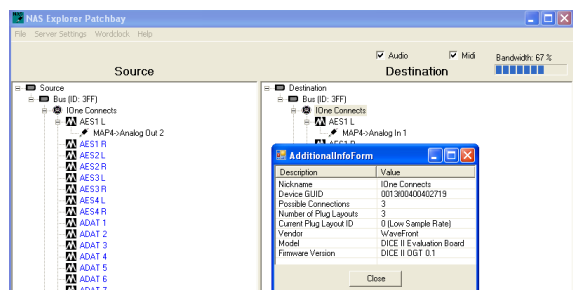 NAS Explorer Patchbay
File Server Settings Wordclock Help
Audio Midi Bandwidth: 67 %
Source Destination
Source
Bus (ID: 3FF)
IOne Connects
AES1 L
MAP4->Analog Out 2
AES1 R
AES2 L
AES2 R
AES3 L
AES3 R
AES4 L
AES4 R
ADAT 1
ADAT 2
ADAT 3
ADAT 4
ADAT 5
ADAT 6
ADAT 7
Destination
Bus (ID: 3FF)
IOne Connects
AES1 L
MAP4->Analog In 1
AES1 R
AdditionalInfoForm
Description Value
Nickname IOne Connects
Device GUID 0013f00400402719
Possible Connections 3
Number of Plug Layouts 3
Current Plug Layout ID 0 (Low Sample Rate)
Vendor WaveFront
Model DICE II Evaluation Board
Firmware Version DICE II OGT 0.1
Close